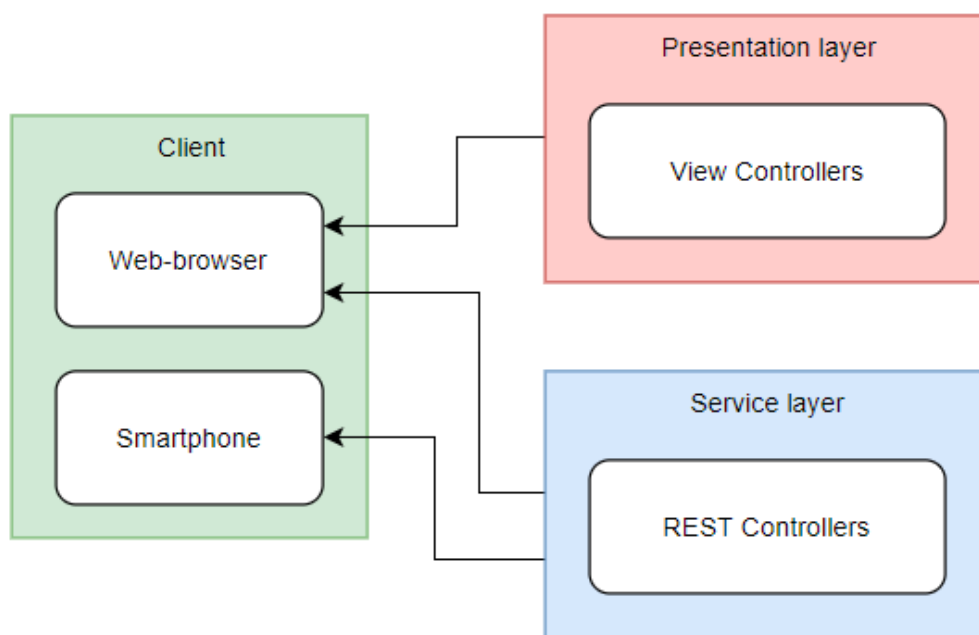 Presentation layer
View Controllers
Client
Web-browser
Smartphone
Service layer
REST Controllers